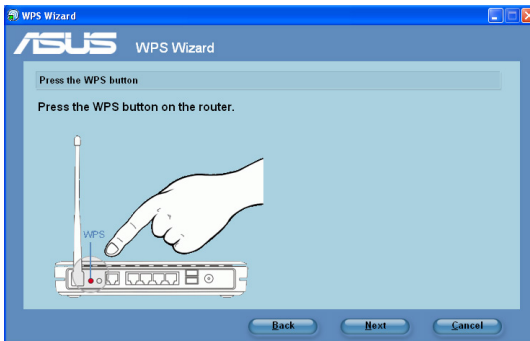 WPS Wizard
ASUS WPS Wizard
Press the WPS button
Press the WPS button on the router.
WPS
Back Next Cancel